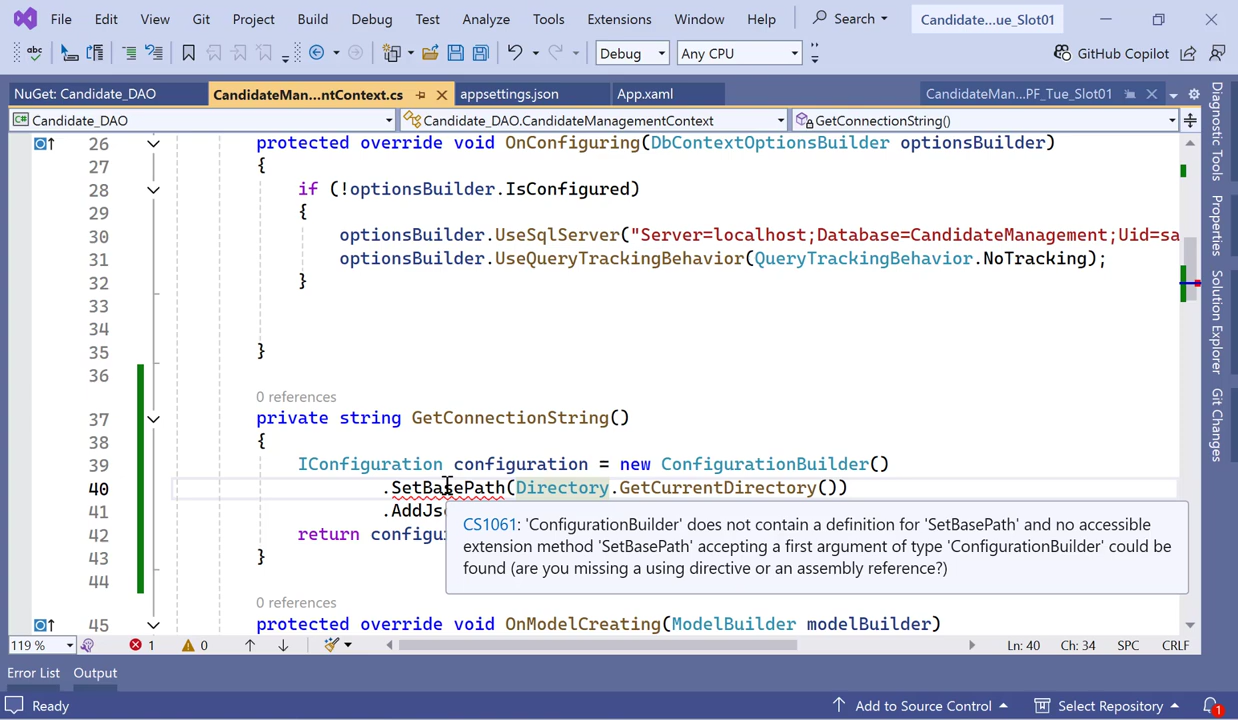 File Edit View Git Project Build Debug Test Analyze Tools Extensions Window Help Search Candidate...ue_Slot01
abc Debug Any CPU GitHub Copilot
NuGet: Candidate_DAO CandidateMan...ntContext.cs appsettings.json App.xaml CandidateMan...PF_Tue_Slot01
Candidate_DAO Candidate_DAO.CandidateManagementContext GetConnectionString()
26 protected override void OnConfiguring(DbContextOptionsBuilder optionsBuilder)
27 {
28 if (!optionsBuilder.IsConfigured)
29 {
30 optionsBuilder.UseSqlServer("Server=localhost;Database=CandidateManagement;Uid=sa
31 optionsBuilder.UseQueryTrackingBehavior(QueryTrackingBehavior.NoTracking);
32 }
33
34
35 }
36
0 references
37 private string GetConnectionString()
38 {
39 IConfiguration configuration = new ConfigurationBuilder()
40 .SetBasePath(Directory.GetCurrentDirectory())
41 .AddJs
42 return configu
43 }
44
CS1061: 'ConfigurationBuilder' does not contain a definition for 'SetBasePath' and no accessible
extension method 'SetBasePath' accepting a first argument of type 'ConfigurationBuilder' could be
found (are you missing a using directive or an assembly reference?)
0 references
45 protected override void OnModelCreating(ModelBuilder modelBuilder)
119 % 1 0 Ln: 40 Ch: 34 SPC CRLF
Error List Output
Ready Add to Source Control Select Repository 1
Diagnostic Tools
Properties
Solution Explorer
Git Changes